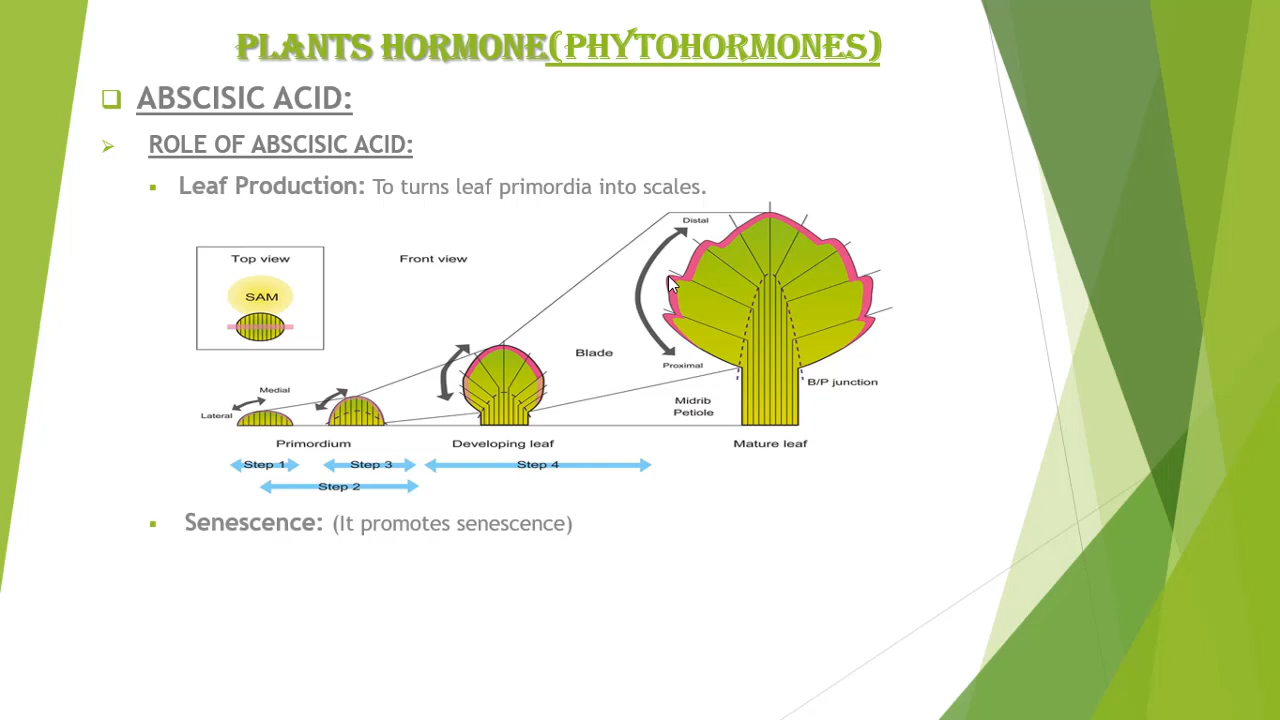 PLANTS HORMONE(PHYTOHORMONES)
ABSCISIC ACID:
ROLE OF ABSCISIC ACID:
Leaf Production: To turns leaf primordia into scales.
Distal
Top view
Front view
SAM
Blade
Proximal
B/P junction
Medial
Lateral
Midrib
Petiole
Primordium
Developing leaf
Mature leaf
Step 1
Step 3
Step 4
Step 2
Senescence: (It promotes senescence)